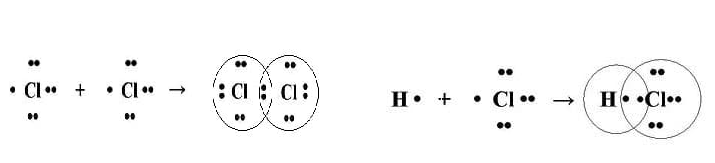 Cl + Cl → Cl Cl
H + Cl → H Cl